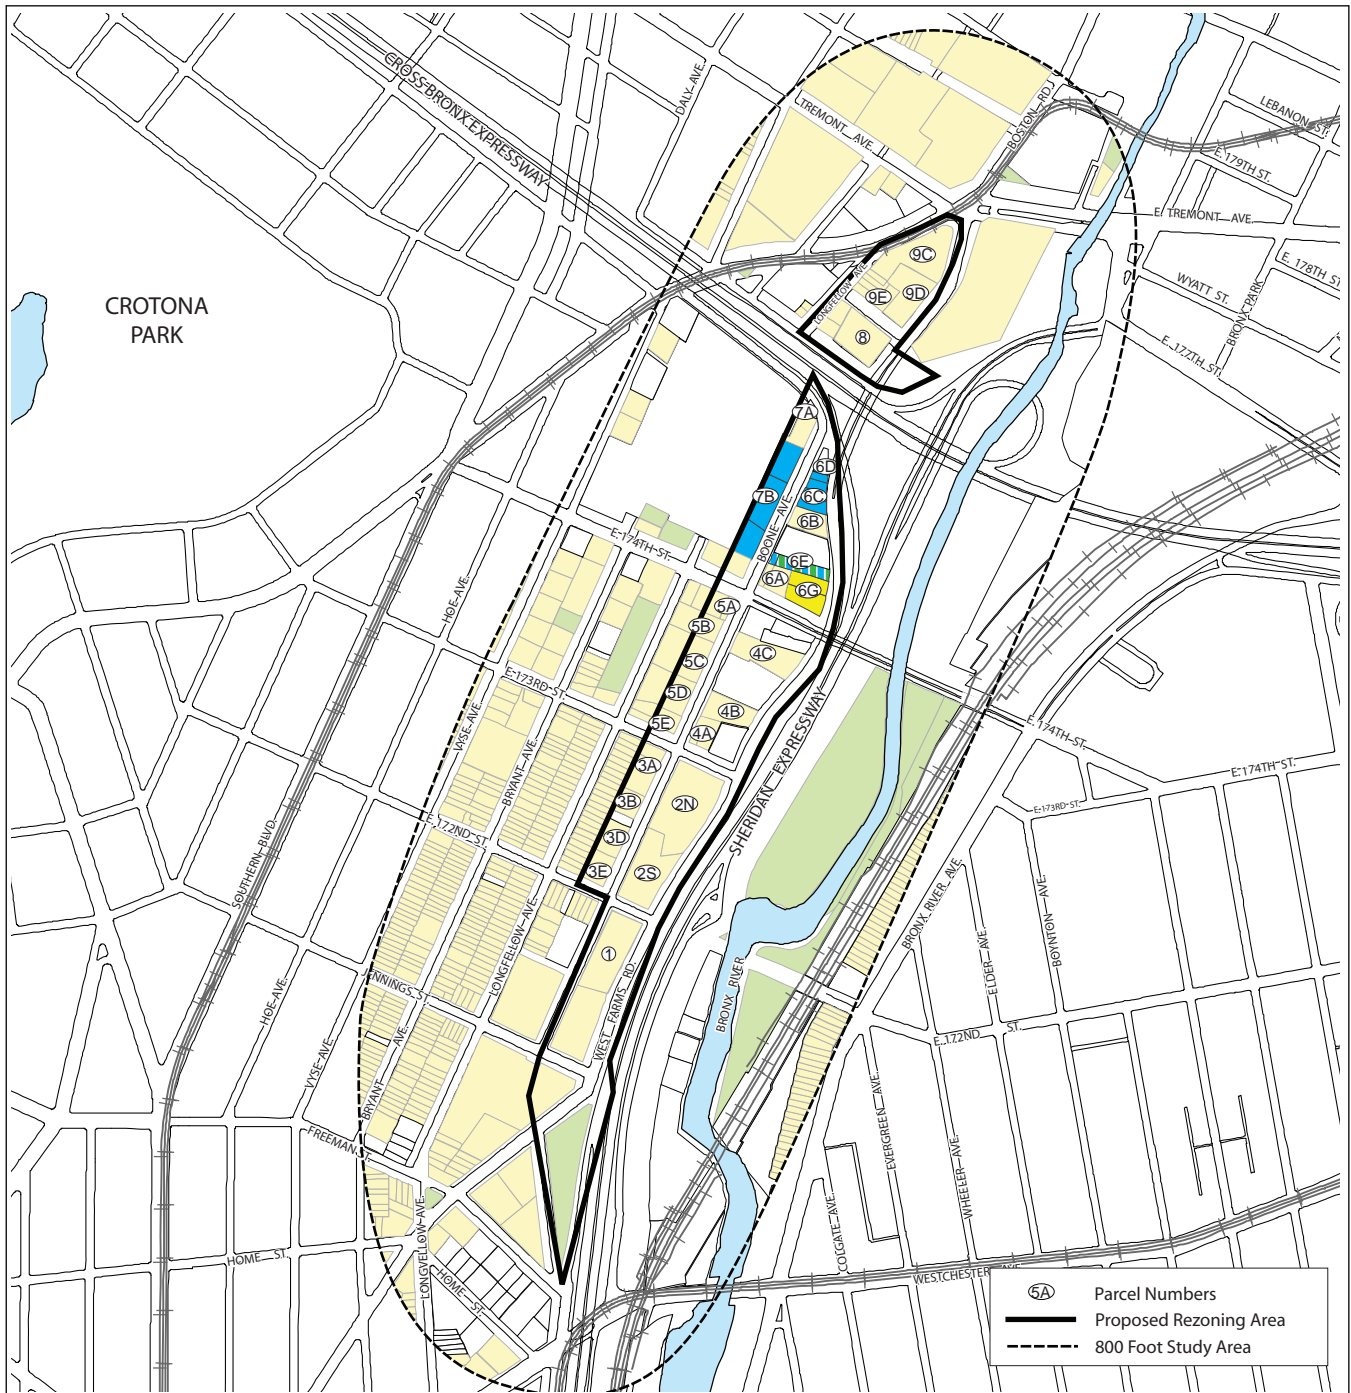 CROSS BRONX EXPRESSWAY
DALY AVE.
TREMONT AVE.
BOSTON RD.
LEBANON ST.
E. 179TH ST.
E. TREMONT AVE.
E. 178TH ST.
WYATT ST.
BRONX PARK
E. 177TH ST.
CROTONA
PARK
LONGFELLOW AVE.
9C
9D
9E
8
7A
6D
7B
6C
6B
BOONE AVE.
6E
6A
6G
E. 174TH ST.
HOE AVE.
5A
5B
5C
4C
5D
4B
5E
4A
E. 173RD ST.
VYSE AVE.
BRYANT AVE.
3A
3B
2N
3D
2S
3E
SHERIDAN EXPRESSWAY
E. 174TH ST.
E. 174TH ST.
E. 173RD ST.
E. 172ND ST.
SOUTHERN BLVD.
LONGFELLOW AVE.
BRONX RIVER AVE.
ELDER AVE.
BOYNTON AVE.
1
WEST FARMS RD.
BRONX RIVER
JENNINGS ST.
HOE AVE.
VYSE AVE.
BRYANT AVE.
E. 172ND ST.
FREEMAN ST.
EVERGREEN AVE.
WHEELER AVE.
COLGATE AVE.
LONGVELLOW AVE.
HOME ST.
HOME ST.
WESTCHESTER AVE.
5A Parcel Numbers
Proposed Rezoning Area
800 Foot Study Area